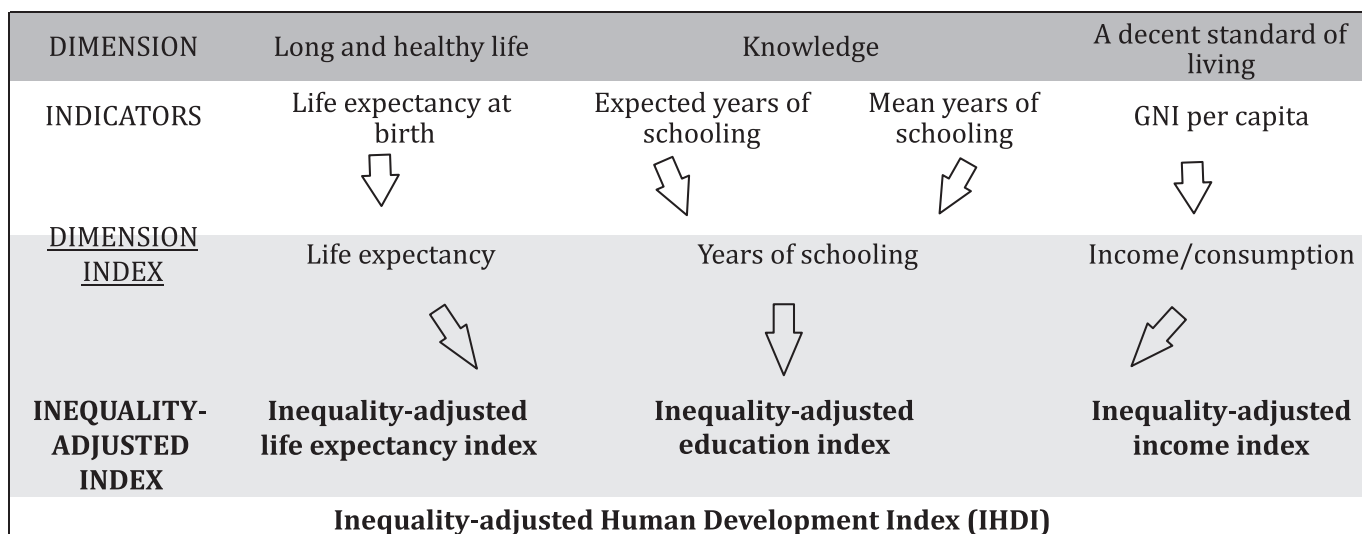 DIMENSION
Long and healthy life
Knowledge
A decent standard of
living
INDICATORS
Life expectancy at
birth
Expected years of
schooling
Mean years of
schooling
GNI per capita
DIMENSION
INDEX
Life expectancy
Years of schooling
Income/consumption
INEQUALITY-
ADJUSTED
INDEX
Inequality-adjusted
life expectancy index
Inequality-adjusted
education index
Inequality-adjusted
income index
Inequality-adjusted Human Development Index (IHDI)